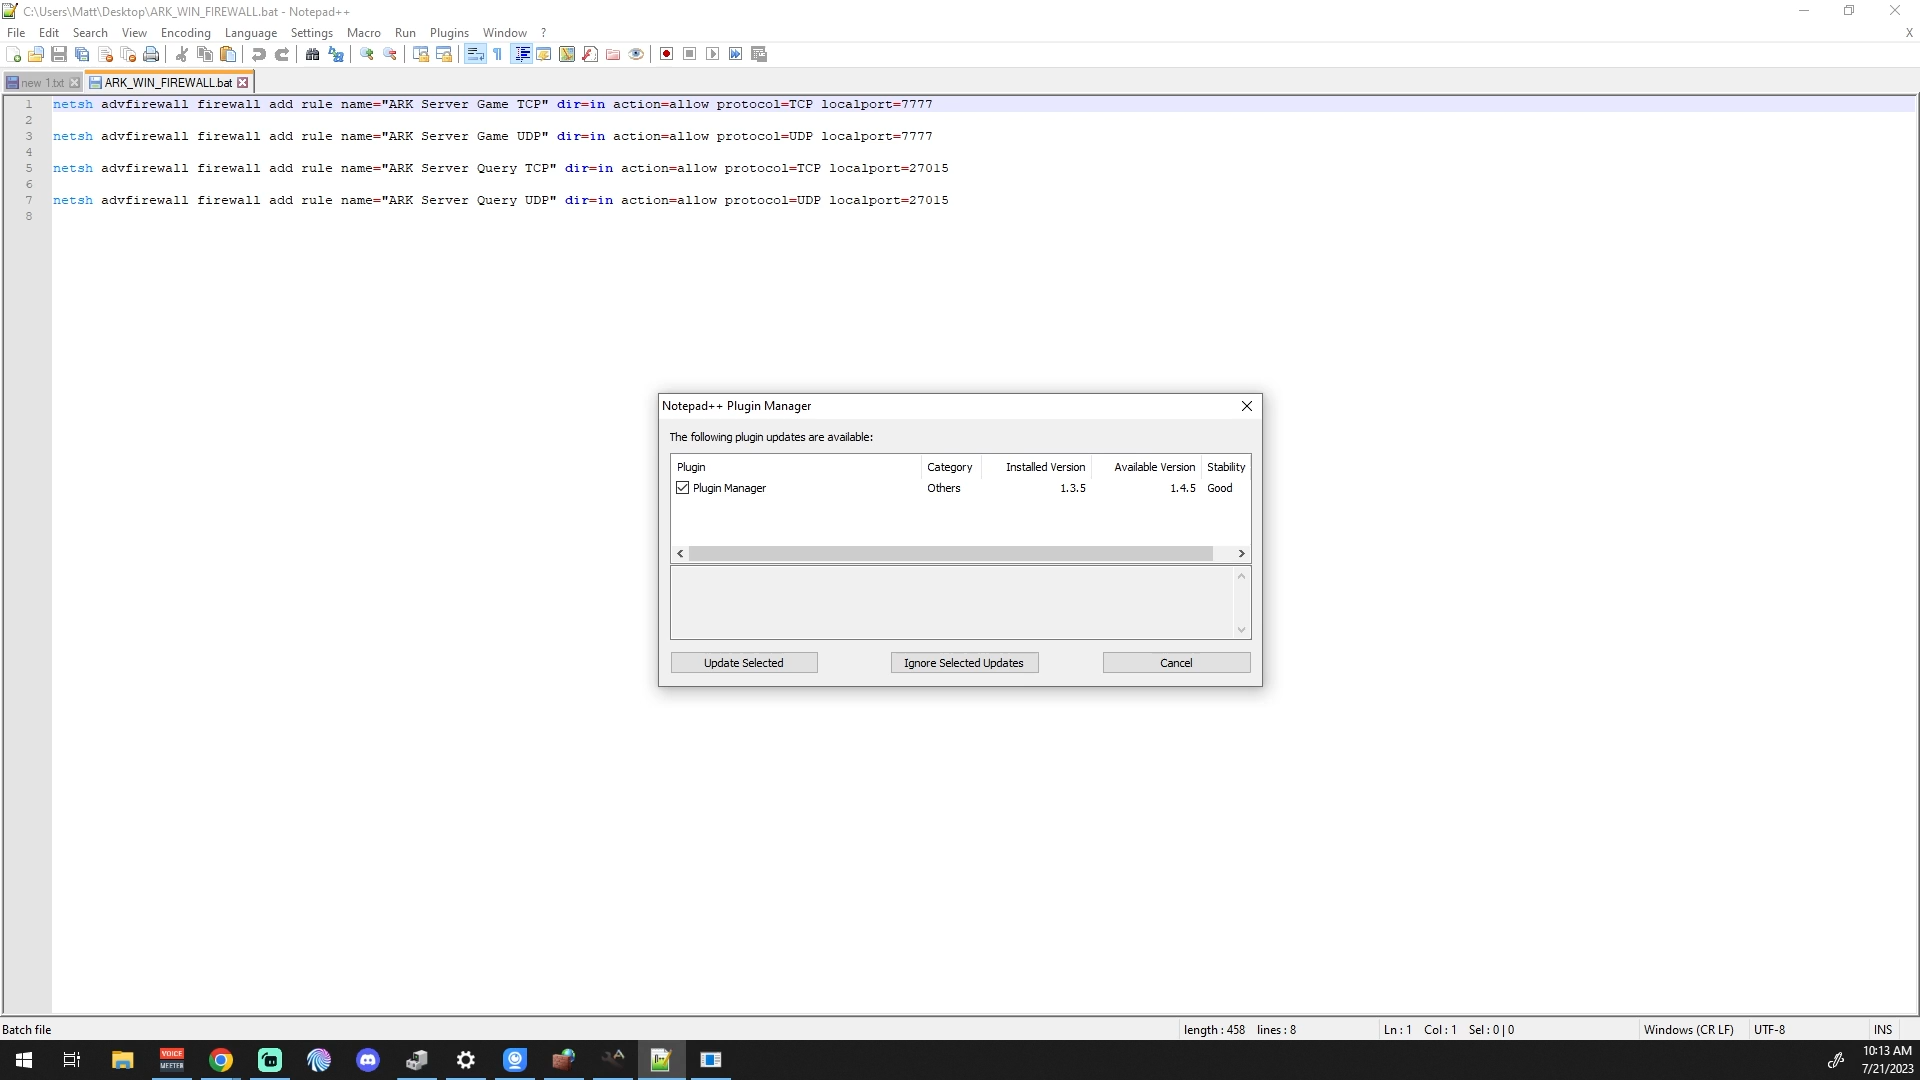 C:\Users\Matt\Desktop\ARK_WIN_FIREWALL.bat - Notepad++
File Edit Search View Encoding Language Settings Macro Run Plugins Window ? X
new 1.txt ARK_WIN_FIREWALL.bat
1 netsh advfirewall firewall add rule name="ARK Server Game TCP" dir=in action=allow protocol=TCP localport=7777
2
3 netsh advfirewall firewall add rule name="ARK Server Game UDP" dir=in action=allow protocol=UDP localport=7777
4
5 netsh advfirewall firewall add rule name="ARK Server Query TCP" dir=in action=allow protocol=TCP localport=27015
6
7 netsh advfirewall firewall add rule name="ARK Server Query UDP" dir=in action=allow protocol=UDP localport=27015
8
Notepad++ Plugin Manager
The following plugin updates are available:
Plugin Category Installed Version Available Version Stability
Plugin Manager Others 1.3.5 1.4.5 Good
Update Selected Ignore Selected Updates Cancel
Batch file length : 458 lines : 8 Ln : 1 Col : 1 Sel : 0 | 0 Windows (CR LF) UTF-8 INS
VOICE
MEETER
10:13 AM
7/21/2023